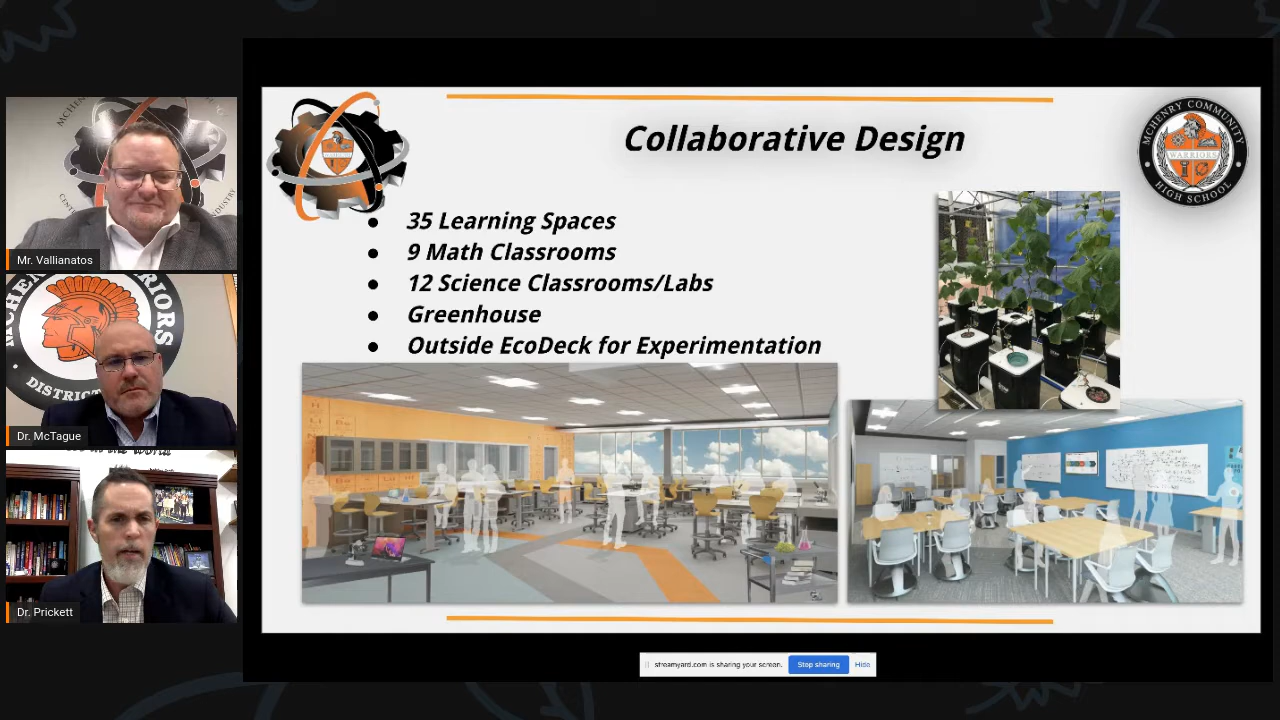 Collaborative Design
MCHENRY COMMUNITY
WARRIORS
HIGH SCHOOL
35 Learning Spaces
9 Math Classrooms
12 Science Classrooms/Labs
Greenhouse
Outside EcoDeck for Experimentation
Mr. Vallianatos
DISTRIC
Dr. McTague
Dr. Prickett
streamyard.com is sharing your screen.
Stop sharing
Hide